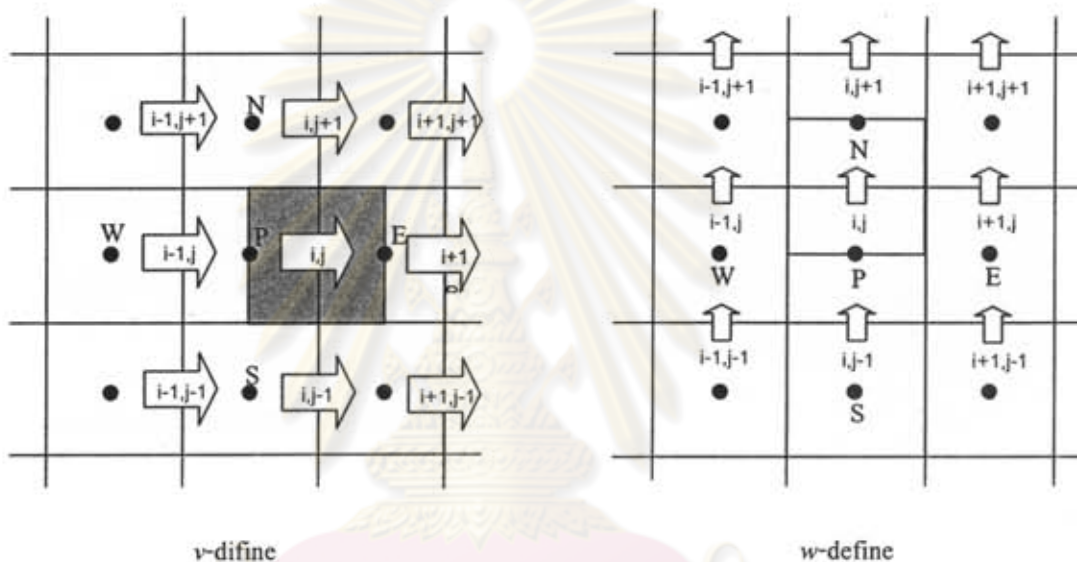 i-1,j+1 N i,j+1 i+1,j+1
W i-1,j P i,j E i+1
i-1,j-1 S i,j-1 i+1,j-1
v-difine
i-1,j+1 i,j+1 i+1,j+1
N
i-1,j i,j i+1,j
W P E
i-1,j-1 i,j-1 i+1,j-1
S
w-define